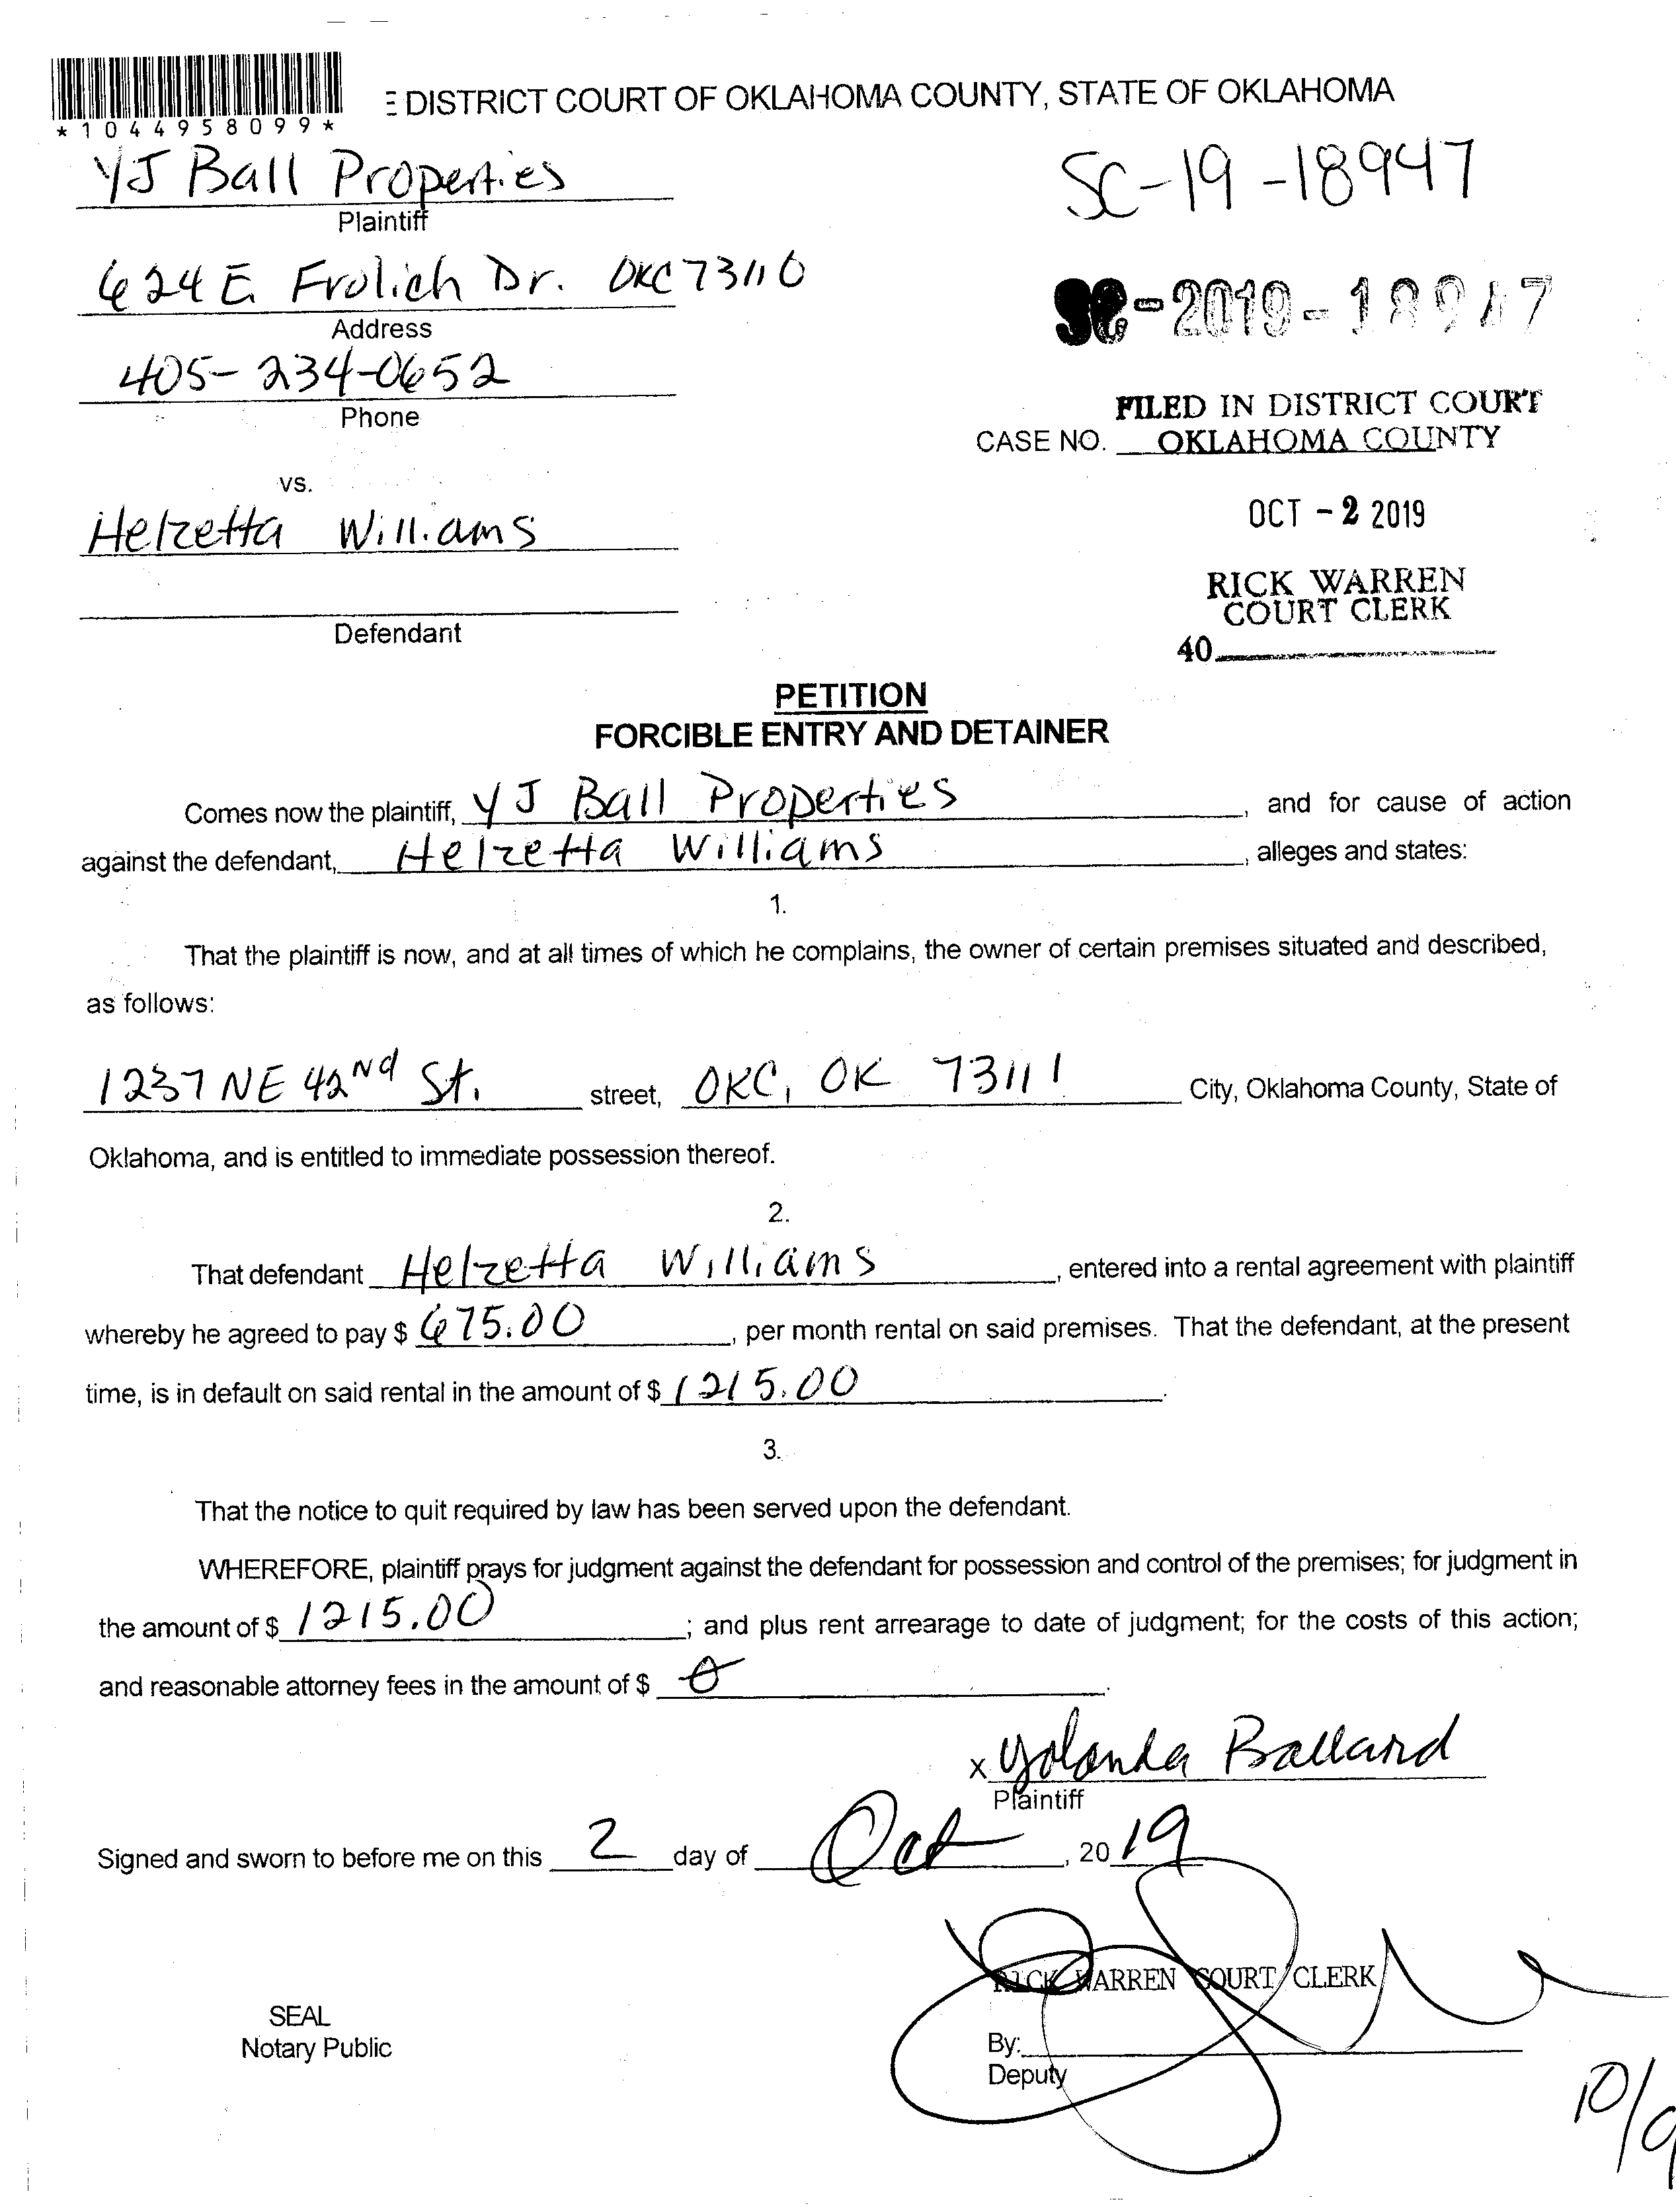 *1044958099*
E DISTRICT COURT OF OKLAHOMA COUNTY, STATE OF OKLAHOMA
YJ Ball Properties
Plaintiff
SC-19-18947
624 E. Frolich Dr. OKC 73110
Address
SC-2019-18947
405-234-0652
Phone
FILED IN DISTRICT COURT
CASE NO. OKLAHOMA COUNTY
vs.
Helzetta Williams
OCT - 2 2019
RICK WARREN
COURT CLERK
Defendant
40
PETITION
FORCIBLE ENTRY AND DETAINER
Comes now the plaintiff, YJ Ball Properties, and for cause of action
against the defendant, Helzetta Williams, alleges and states:
1.
That the plaintiff is now, and at all times of which he complains, the owner of certain premises situated and described,
as follows:
1237 NE 42nd St. street, OKC, OK 73111 City, Oklahoma County, State of
Oklahoma, and is entitled to immediate possession thereof.
2.
That defendant Helzetta Williams, entered into a rental agreement with plaintiff
whereby he agreed to pay $ 675.00, per month rental on said premises. That the defendant, at the present
time, is in default on said rental in the amount of $ 1215.00.
3.
That the notice to quit required by law has been served upon the defendant.
WHEREFORE, plaintiff prays for judgment against the defendant for possession and control of the premises; for judgment in
the amount of $ 1215.00; and plus rent arrearage to date of judgment; for the costs of this action;
and reasonable attorney fees in the amount of $ 0.
x Yolanda Ballard
Plaintiff
Signed and sworn to before me on this 2 day of Oct, 2019
RICK WARREN COURT CLERK
SEAL
Notary Public
By:
Deputy
10/9